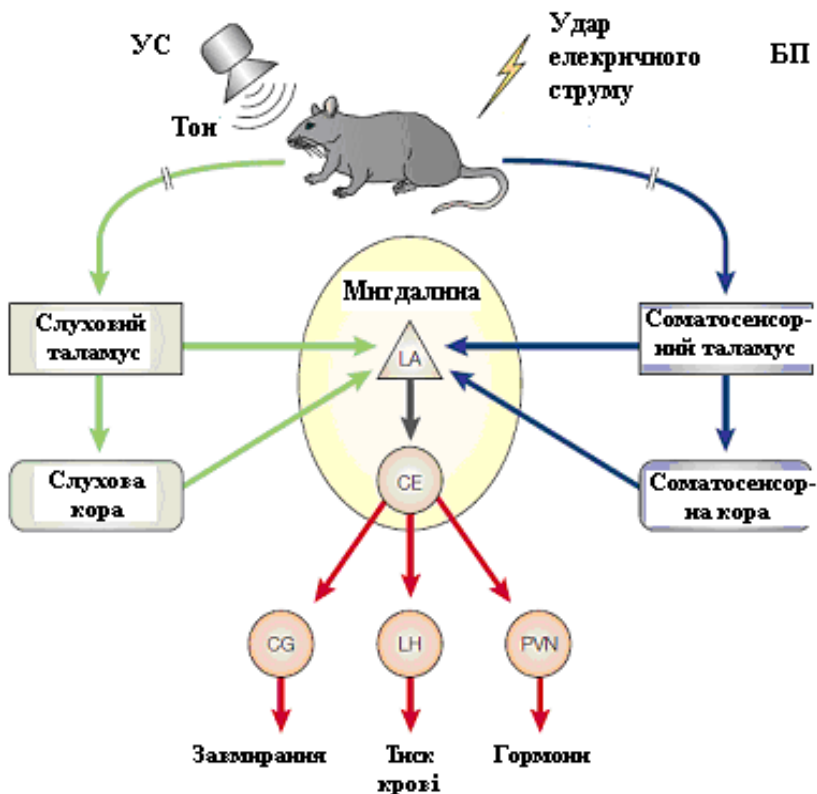 УС
Тон
Удар
елекричного
струму
БП
Мигдалина
Слуховий
таламус
Соматосенсор-
ний таламус
LA
CE
Слухова
кора
Соматосенсор-
на кора
CG
LH
PVN
Завмирання
Тиск
крові
Гормони